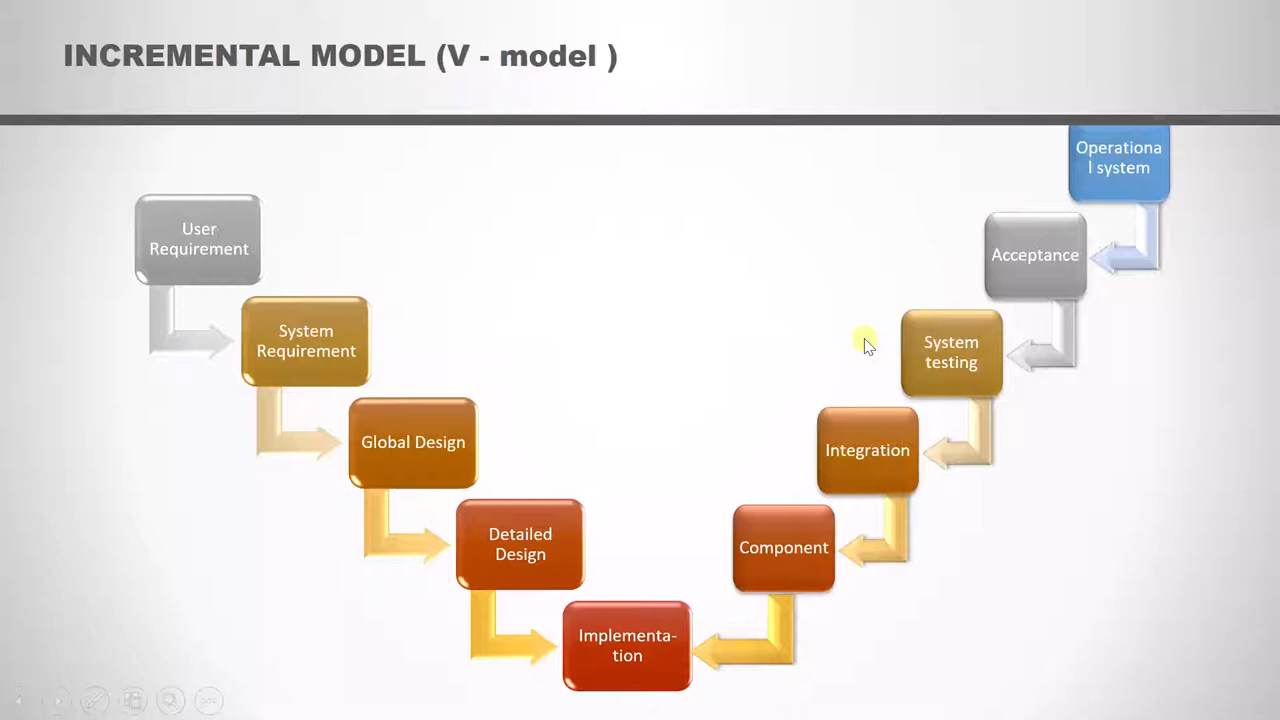 INCREMENTAL MODEL (V - model )
Operationa
l system
User
Requirement
Acceptance
System
Requirement
System
testing
Global Design
Integration
Detailed
Design
Component
Implementa-
tion